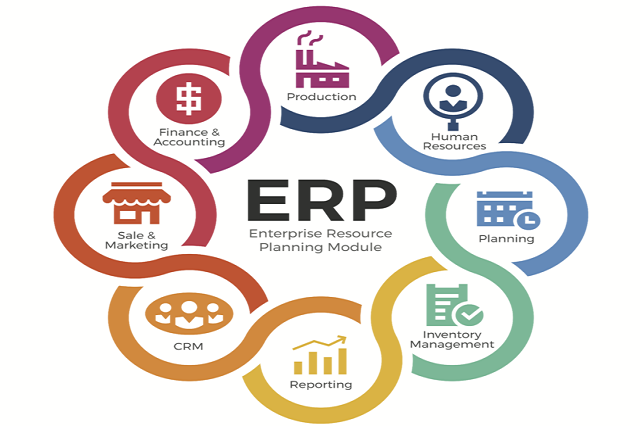 Production
Human
Resources
Planning
Inventory
Management
Reporting
CRM
Sale &
Marketing
Finance &
Accounting
ERP
Enterprise Resource
Planning Module